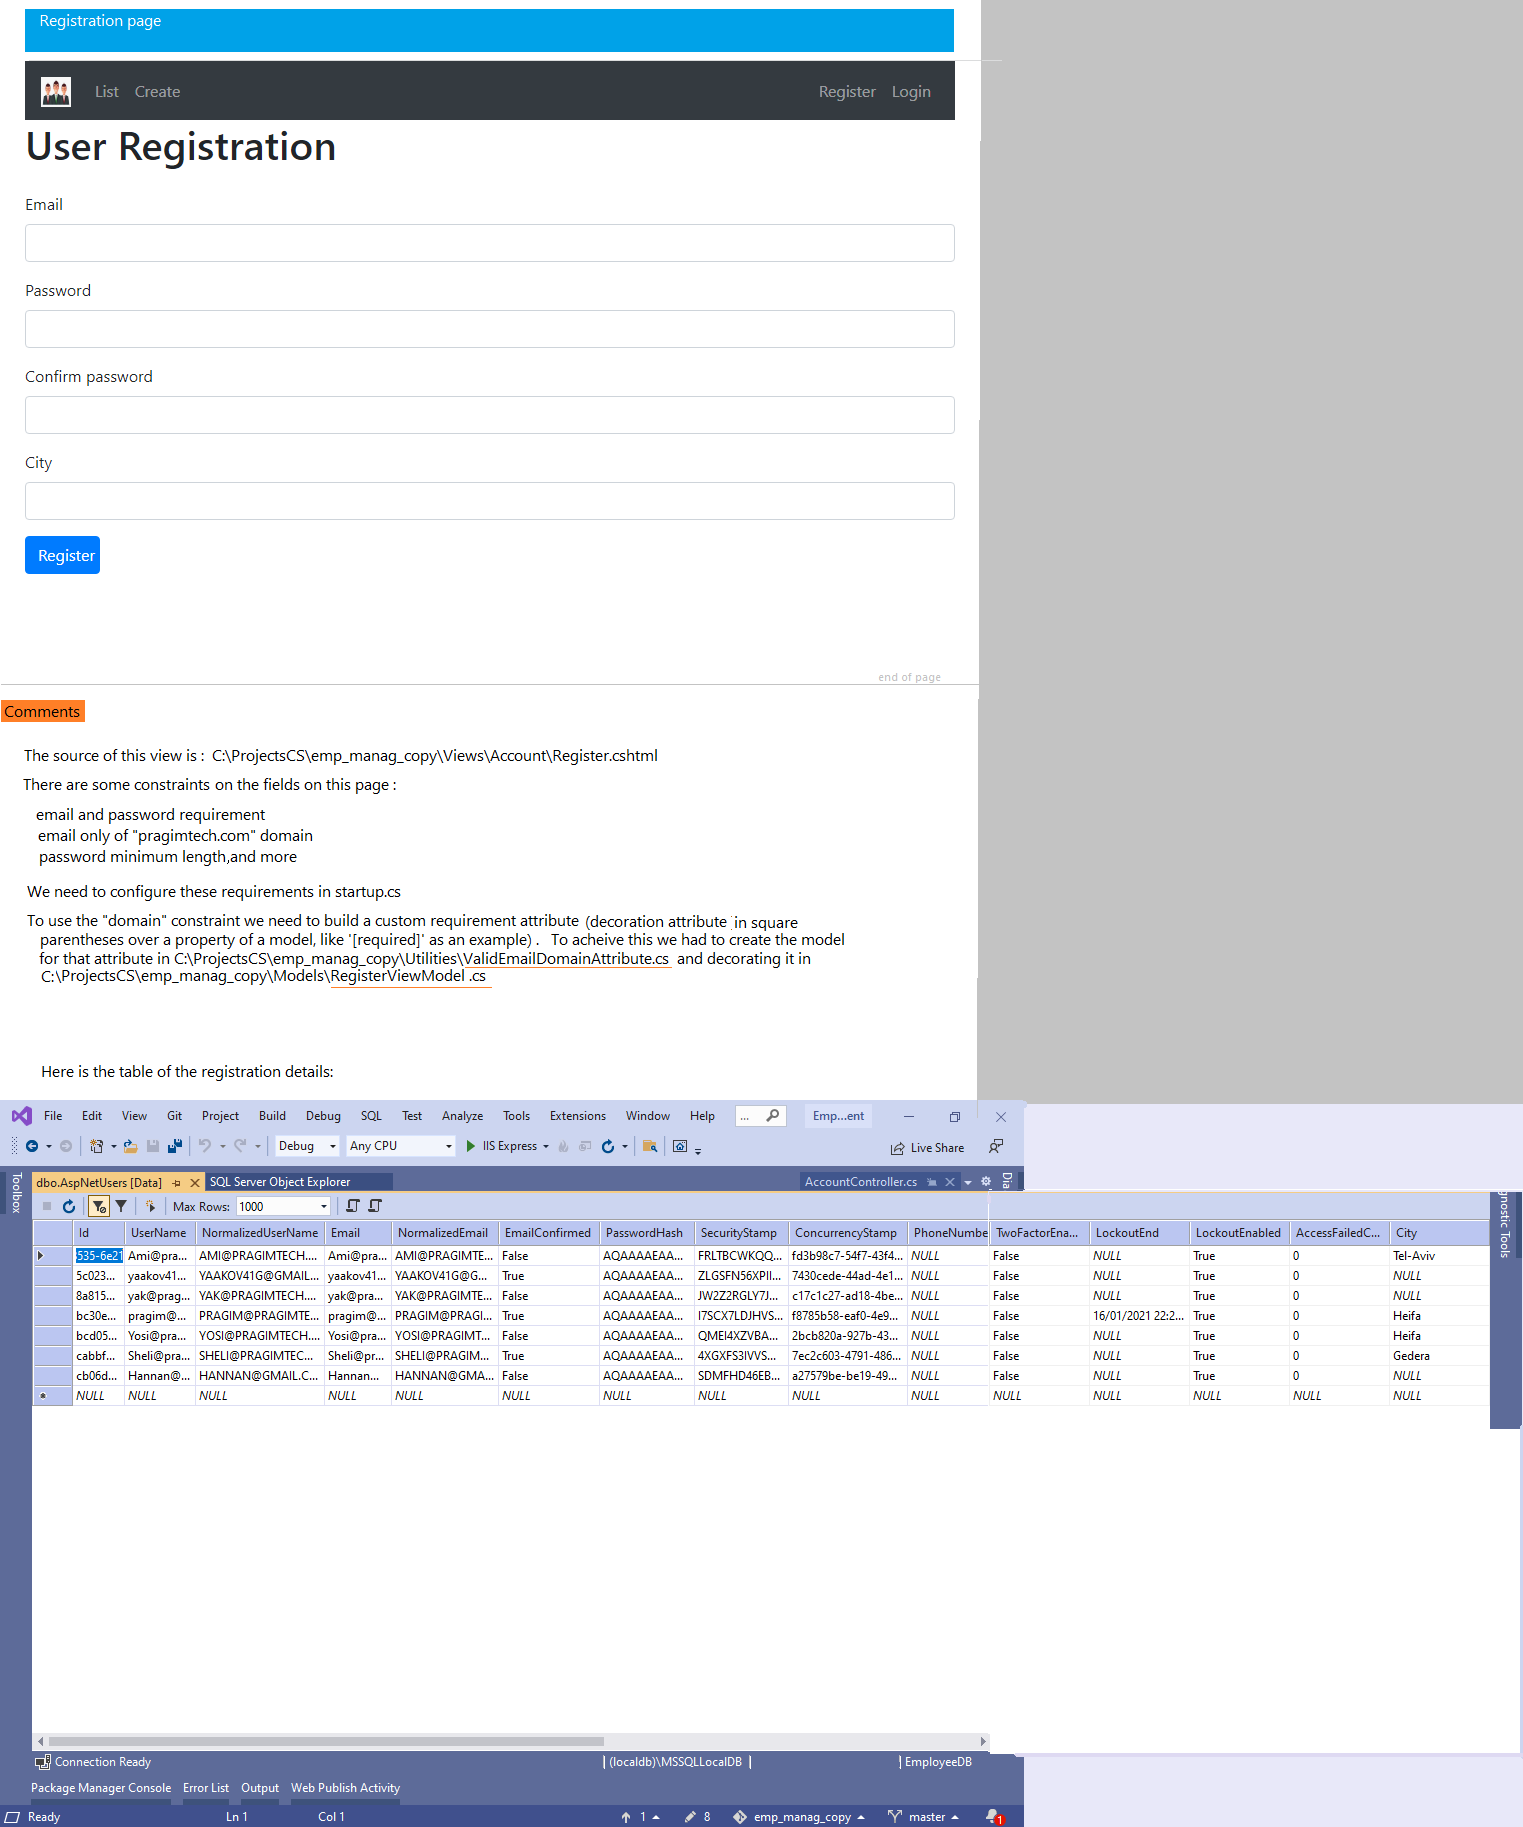 Registration page
List Create Register Login
User Registration
Email
Password
Confirm password
City
Register
end of page
Comments
The source of this view is : C:\ProjectsCS\emp_manag_copy\Views\Account\Register.cshtml
There are some constraints on the fields on this page :
email and password requirement
email only of "pragimtech.com" domain
password minimum length,and more
We need to configure these requirements in startup.cs
To use the "domain" constraint we need to build a custom requirement attribute (decoration attribute in square
parentheses over a property of a model, like '[required]' as an example) . To acheive this we had to create the model
for that attribute in C:\ProjectsCS\emp_manag_copy\Utilities\ValidEmailDomainAttribute.cs and decorating it in
C:\ProjectsCS\emp_manag_copy\Models\RegisterViewModel .cs
Here is the table of the registration details:
File Edit View Git Project Build Debug SQL Test Analyze Tools Extensions Window Help ... Emp...ent
Debug Any CPU IIS Express Live Share
Toolbox
dbo.AspNetUsers [Data] SQL Server Object Explorer AccountController.cs Dia
gnostic Tools
Max Rows: 1000
Id UserName NormalizedUserName Email NormalizedEmail EmailConfirmed PasswordHash SecurityStamp ConcurrencyStamp PhoneNumbe TwoFactorEna... LockoutEnd LockoutEnabled AccessFailedC... City
535-6e21 Ami@pra... AMI@PRAGIMTECH.... Ami@pra... AMI@PRAGIMTE... False AQAAAAEAA... FRLTBCWKQQ... fd3b98c7-54f7-43f4... NULL False NULL True 0 Tel-Aviv
5c023... yaakov41... YAAKOV41G@GMAIL... yaakov41... YAAKOV41G@G... True AQAAAAEAA... ZLGSFN56XPII... 7430cede-44ad-4e1... NULL False NULL True 0 NULL
8a815... yak@prag... YAK@PRAGIMTECH.... yak@pra... YAK@PRAGIMTE... False AQAAAAEAA... JW2Z2RGLY7J... c17c1c27-ad18-4be... NULL False NULL True 0 NULL
bc30e... pragim@... PRAGIM@PRAGIMTE... pragim@... PRAGIM@PRAGI... True AQAAAAEAA... I7SCX7LDJHVS... f8785b58-eaf0-4e9... NULL False 16/01/2021 22:2... True 0 Heifa
bcd05... Yosi@pra... YOSI@PRAGIMTECH.... Yosi@pra... YOSI@PRAGIMT... False AQAAAAEAA... QMEI4XZVBA... 2bcb820a-927b-43... NULL False NULL True 0 Heifa
cabbf... Sheli@pra... SHELI@PRAGIMTEC... Sheli@pr... SHELI@PRAGIM... True AQAAAAEAA... 4XGXFS3IVVS... 7ec2c603-4791-486... NULL False NULL True 0 Gedera
cb06d... Hannan@... HANNAN@GMAIL.C... Hannan... HANNAN@GMA... False AQAAAAEAA... SDMFHD46EB... a27579be-be19-49... NULL False NULL True 0 NULL
NULL NULL NULL NULL NULL NULL NULL NULL NULL NULL NULL NULL NULL NULL NULL
Connection Ready (localdb)\MSSQLLocalDB EmployeeDB
Package Manager Console Error List Output Web Publish Activity
Ready Ln 1 Col 1 1 8 emp_manag_copy master 1